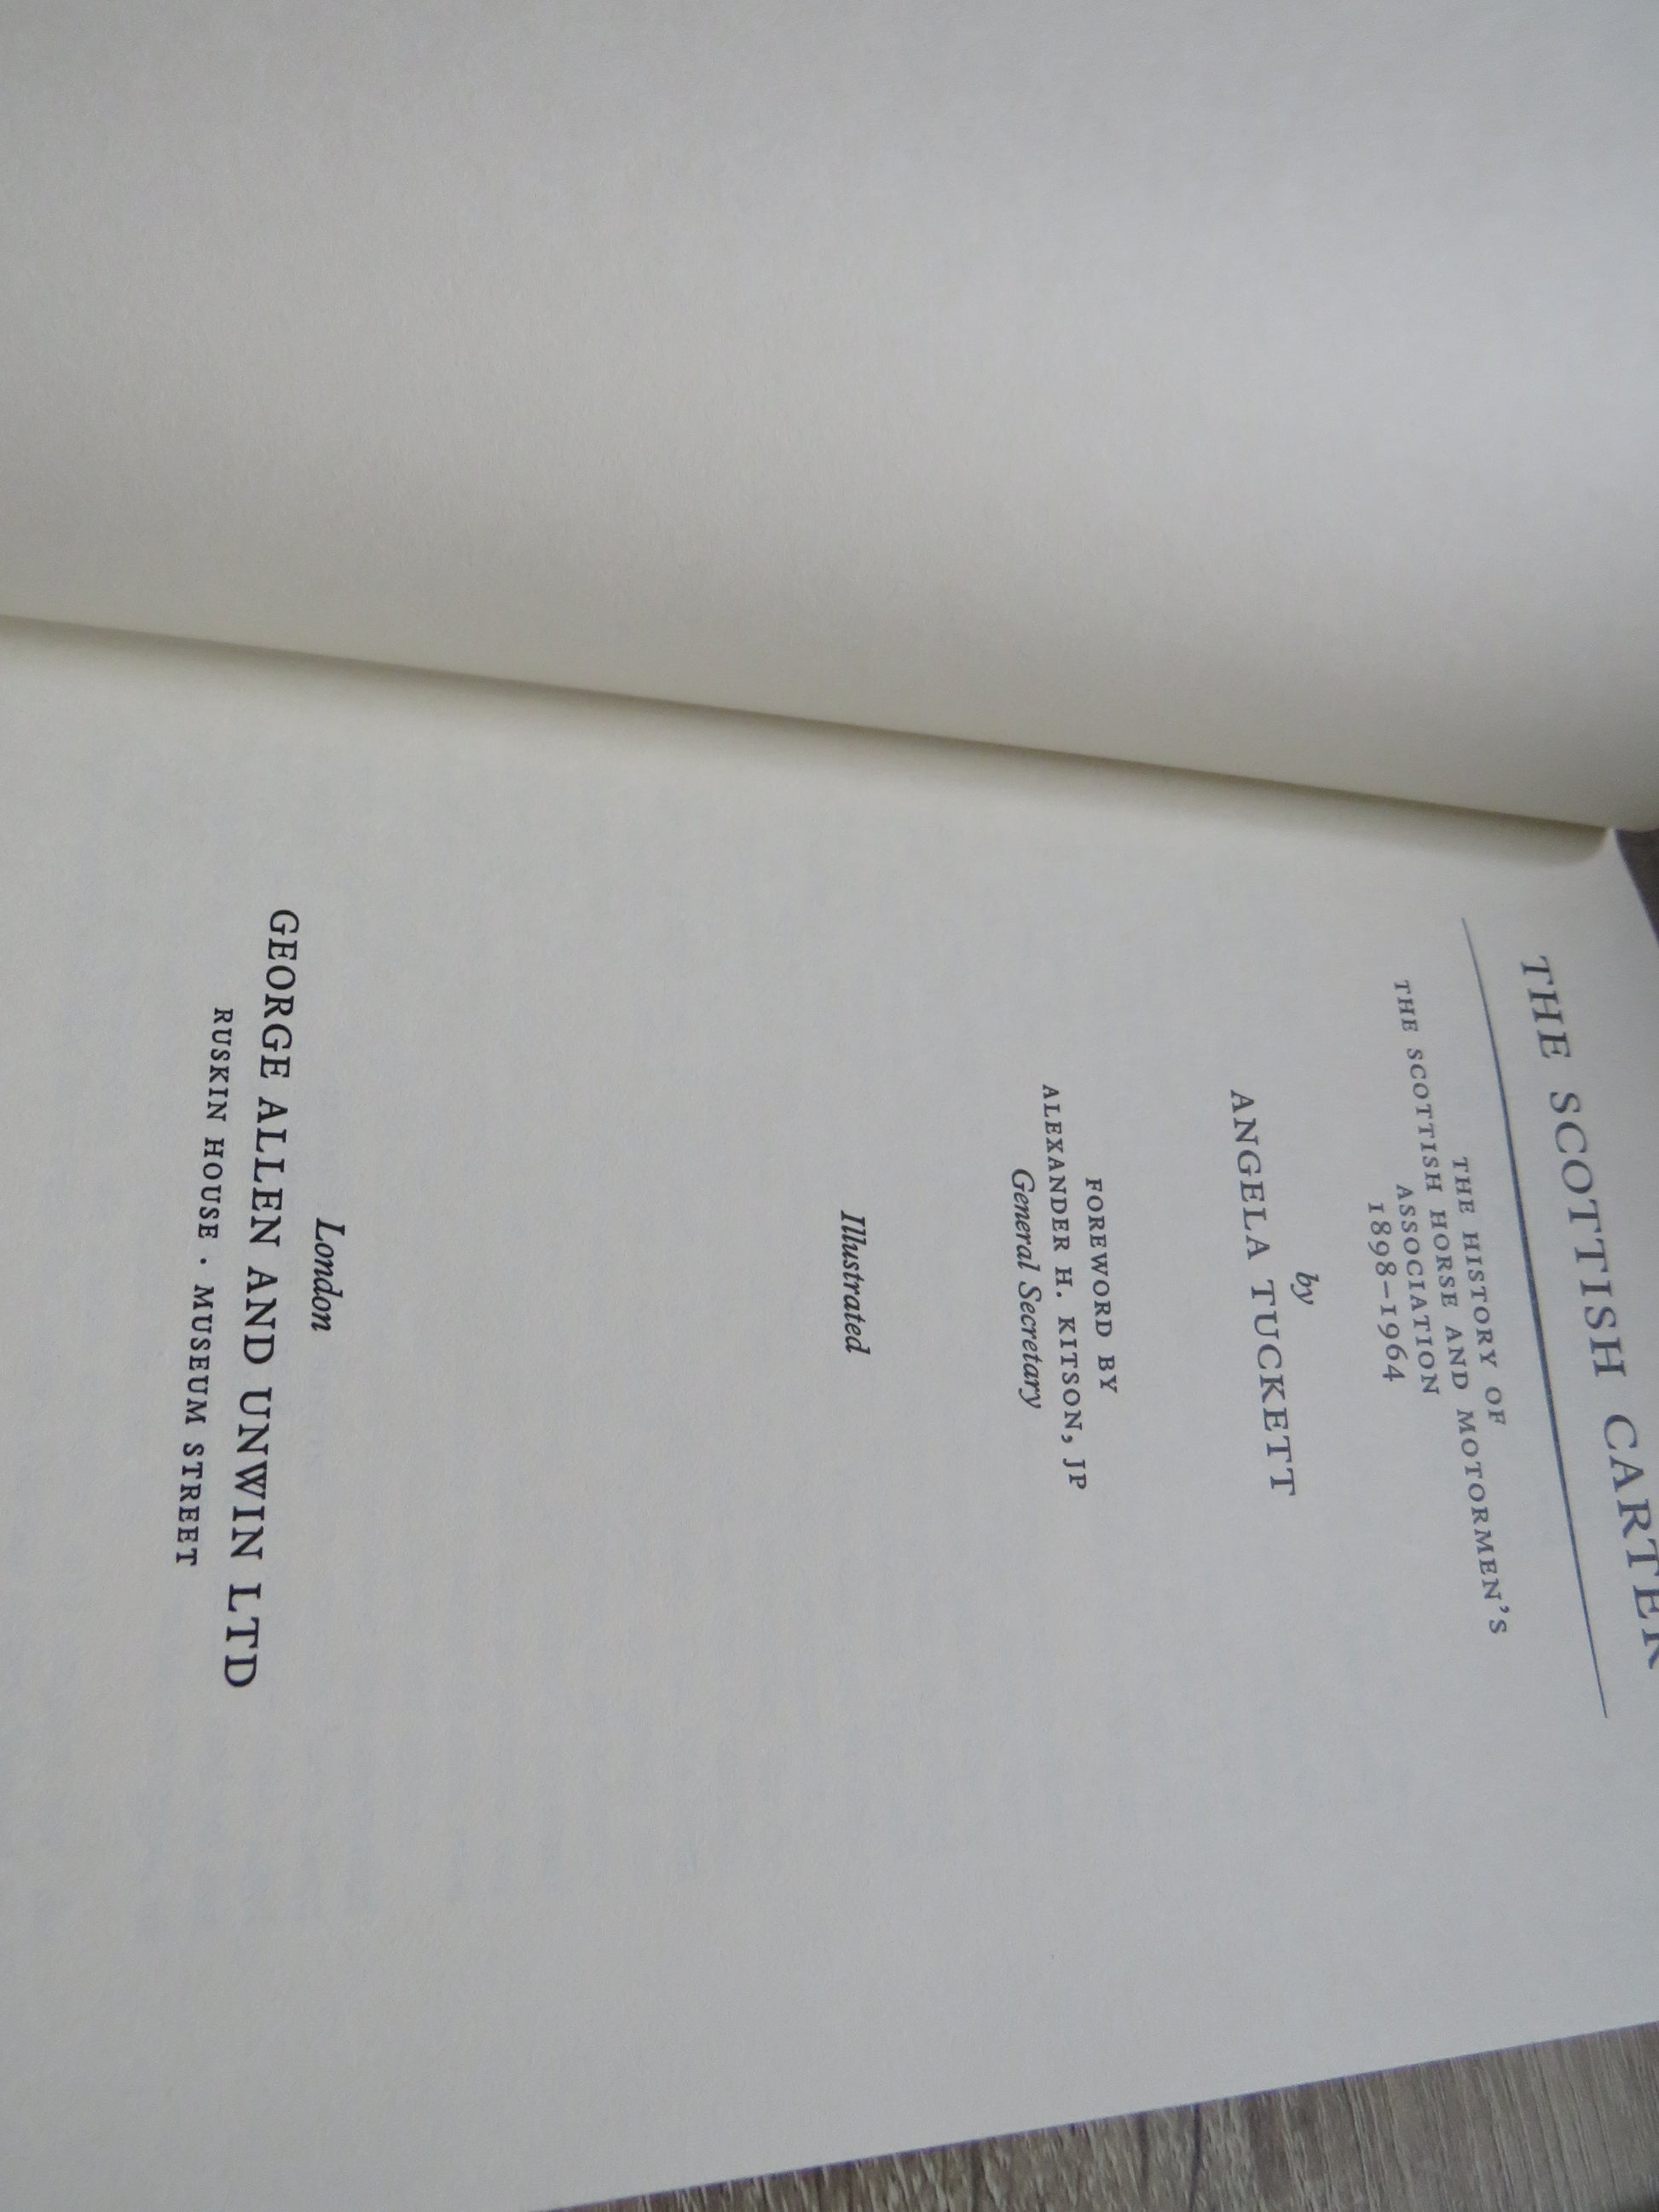 THE SCOTTISH CARTER
THE HISTORY OF
THE SCOTTISH HORSE AND MOTORMEN'S
ASSOCIATION
1898–1964
by
ANGELA TUCKETT
FOREWORD BY
ALEXANDER H. KITSON, JP
General Secretary
Illustrated
London
GEORGE ALLEN AND UNWIN LTD
RUSKIN HOUSE · MUSEUM STREET